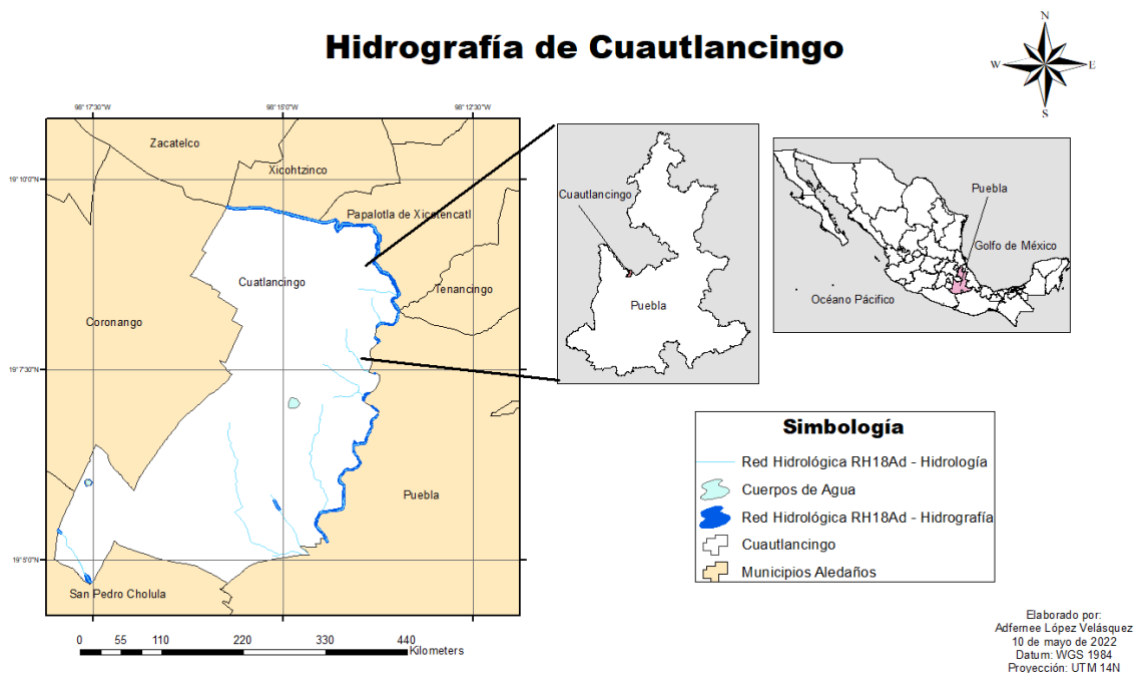 Hidrografía de Cuautlancingo
N
W
E
S
98°17'30"W
98°15'0"W
98°12'30"W
Zacatelco
Xicohtzinco
19°10'0"N
Papalotla de Xicotencatl
Cuatlancingo
Tenancingo
Coronango
19°7'30"N
Puebla
19°5'0"N
San Pedro Cholula
0 55 110 220 330 440
Kilometers
Cuautlancingo
Puebla
Puebla
Golfo de México
Océano Pácifico
Simbología
Red Hidrológica RH18Ad - Hidrología
Cuerpos de Agua
Red Hidrológica RH18Ad - Hidrografía
Cuautlancingo
Municipios Aledaños
Elaborado por:
Adfemee López Velásquez
10 de mayo de 2022
Datum: WGS 1984
Proyección: UTM 14N